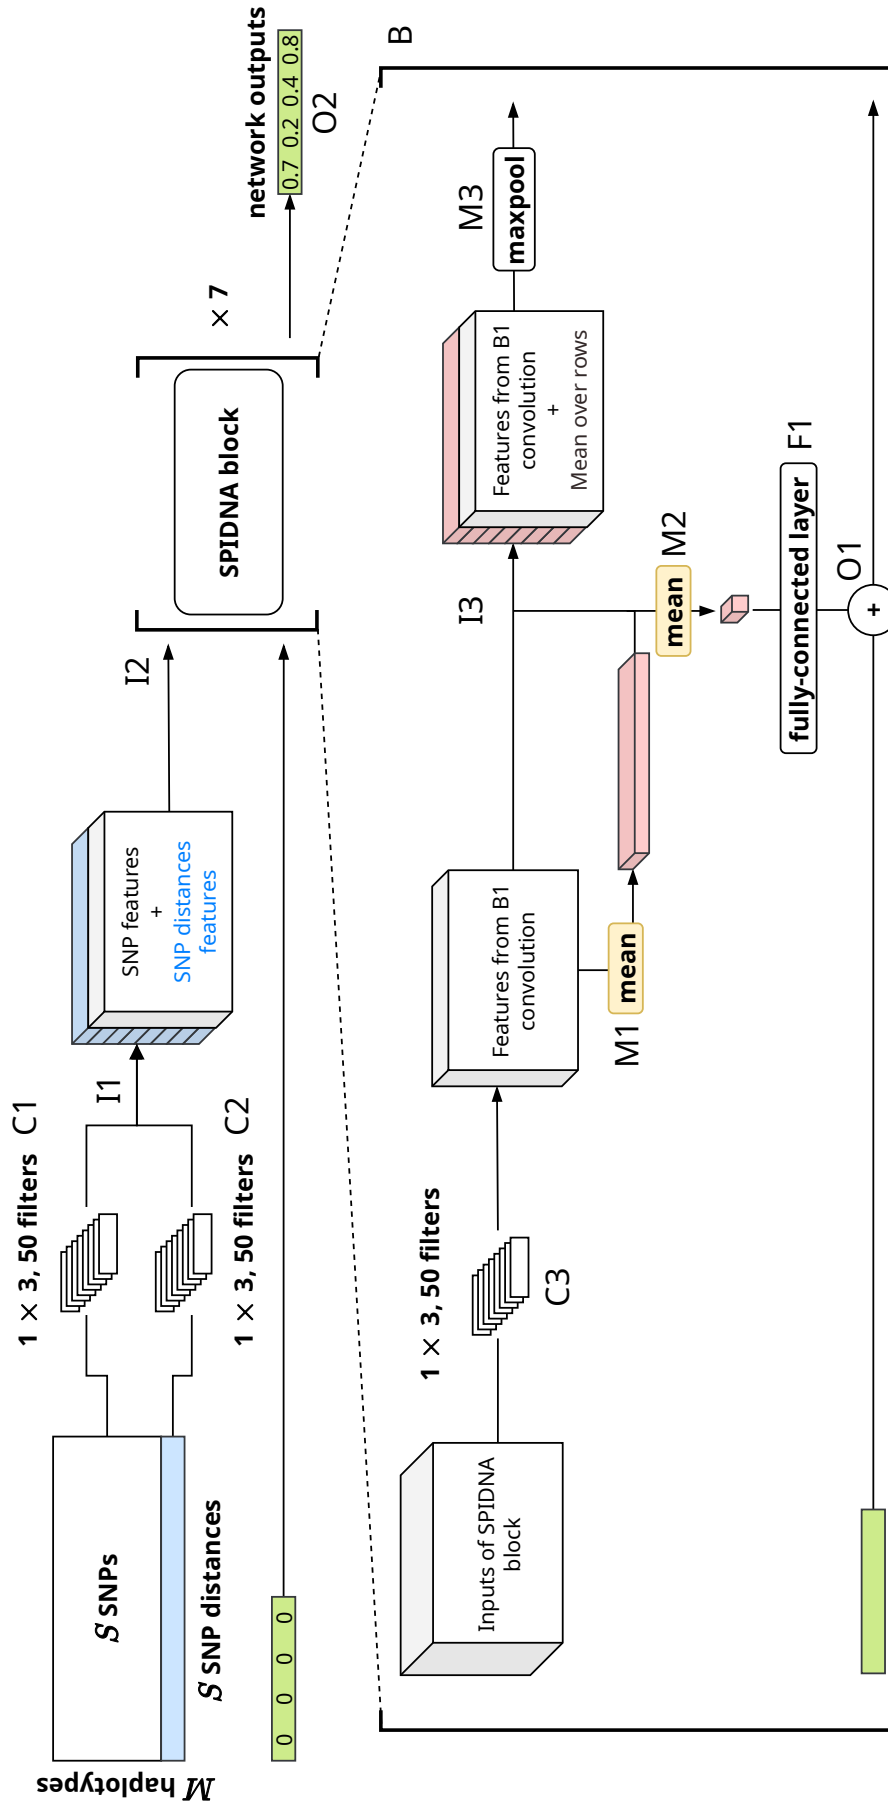 M haplotypes
S SNPs
S SNP distances
0 0 0 0
1 × 3, 50 filters
C1
1 × 3, 50 filters
C2
I1
SNP features
+
SNP distances
features
I2
SPIDNA block
× 7
network outputs
0.7 0.2 0.4 0.8
O2
B
Inputs of SPIDNA
block
1 × 3, 50 filters
C3
Features from B1
convolution
M1
mean
I3
mean
M2
fully-connected layer
F1
O1
+
Features from B1
convolution
+
Mean over rows
M3
maxpool